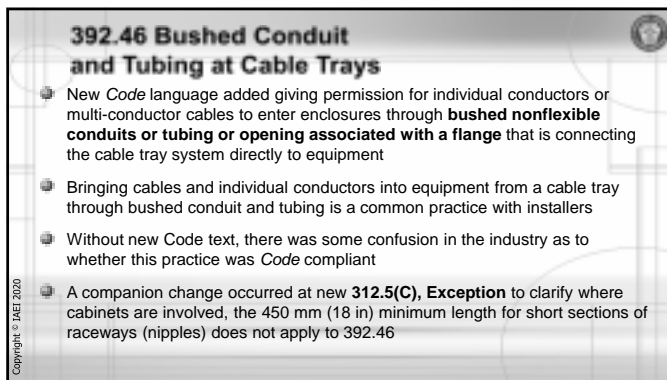 392.46 Bushed Conduit
and Tubing at Cable Trays
New Code language added giving permission for individual conductors or
multi-conductor cables to enter enclosures through bushed nonflexible
conduits or tubing or opening associated with a flange that is connecting
the cable tray system directly to equipment
Bringing cables and individual conductors into equipment from a cable tray
through bushed conduit and tubing is a common practice with installers
Without new Code text, there was some confusion in the industry as to
whether this practice was Code compliant
A companion change occurred at new 312.5(C), Exception to clarify where
cabinets are involved, the 450 mm (18 in) minimum length for short sections of
raceways (nipples) does not apply to 392.46
Copyright © IAEI 2020